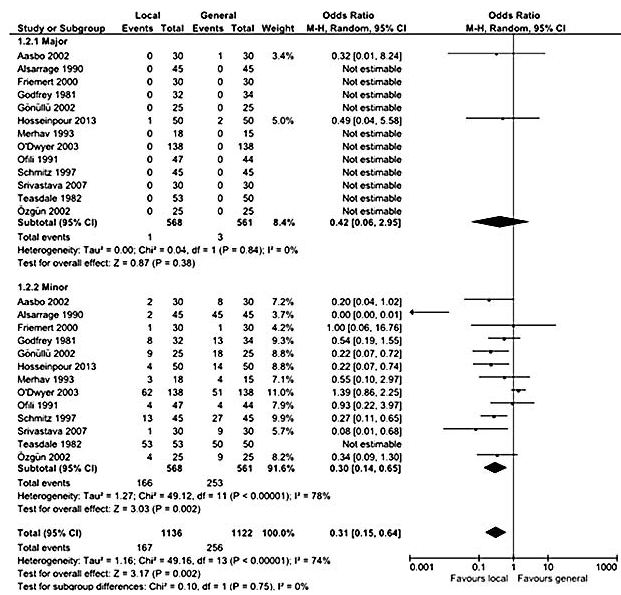 Local General Odds Ratio Odds Ratio
Study or Subgroup Events Total Events Total Weight M-H, Random, 95% CI M-H, Random, 95% CI
1.2.1 Major
Aasbo 2002 0 30 1 30 3.4% 0.32 [0.01, 8.24]
Alsarrage 1990 0 45 0 45 Not estimable
Friemert 2000 0 30 0 30 Not estimable
Godfrey 1981 0 32 0 34 Not estimable
Gönüllü 2002 0 25 0 25 Not estimable
Hosseinpour 2013 1 50 2 50 5.0% 0.49 [0.04, 5.58]
Merhav 1993 0 18 0 15 Not estimable
O'Dwyer 2003 0 138 0 138 Not estimable
Ofili 1991 0 47 0 44 Not estimable
Schmitz 1997 0 45 0 45 Not estimable
Srivastava 2007 0 30 0 30 Not estimable
Teasdale 1982 0 53 0 50 Not estimable
Özgün 2002 0 25 0 25 Not estimable
Subtotal (95% CI) 568 561 8.4% 0.42 [0.06, 2.95]
Total events 1 3
Heterogeneity: Tau² = 0.00; Chi² = 0.04, df = 1 (P = 0.84); I² = 0%
Test for overall effect: Z = 0.87 (P = 0.38)
1.2.2 Minor
Aasbo 2002 2 30 8 30 7.2% 0.20 [0.04, 1.02]
Alsarrage 1990 2 45 45 45 3.2% 0.00 [0.00, 0.01]
Friemert 2000 1 30 1 30 4.2% 1.00 [0.06, 16.76]
Godfrey 1981 8 32 13 34 9.3% 0.54 [0.19, 1.55]
Gönüllü 2002 9 25 18 25 8.8% 0.22 [0.07, 0.72]
Hosseinpour 2013 4 50 14 50 8.8% 0.22 [0.07, 0.74]
Merhav 1993 3 18 4 15 7.0% 0.55 [0.10, 2.97]
O'Dwyer 2003 62 138 51 138 11.0% 1.39 [0.86, 2.25]
Ofili 1991 4 47 4 44 8.0% 0.93 [0.22, 3.97]
Schmitz 1997 13 45 27 45 9.9% 0.27 [0.11, 0.65]
Srivastava 2007 1 30 9 30 5.7% 0.08 [0.01, 0.68]
Teasdale 1982 53 53 50 50 Not estimable
Özgün 2002 4 25 9 25 8.2% 0.34 [0.09, 1.30]
Subtotal (95% CI) 568 561 91.6% 0.30 [0.14, 0.65]
Total events 166 253
Heterogeneity: Tau² = 1.27; Chi² = 49.12, df = 11 (P < 0.00001); I² = 78%
Test for overall effect: Z = 3.03 (P = 0.002)
Total (95% CI) 1136 1122 100.0% 0.31 [0.15, 0.64]
Total events 167 256
Heterogeneity: Tau² = 1.16; Chi² = 49.16, df = 13 (P < 0.00001); I² = 74%
Test for overall effect: Z = 3.17 (P = 0.002)
Test for subgroup differences: Chi² = 0.10, df = 1 (P = 0.75), I² = 0%
0.001 0.1 1 10 1000
Favours local Favours general